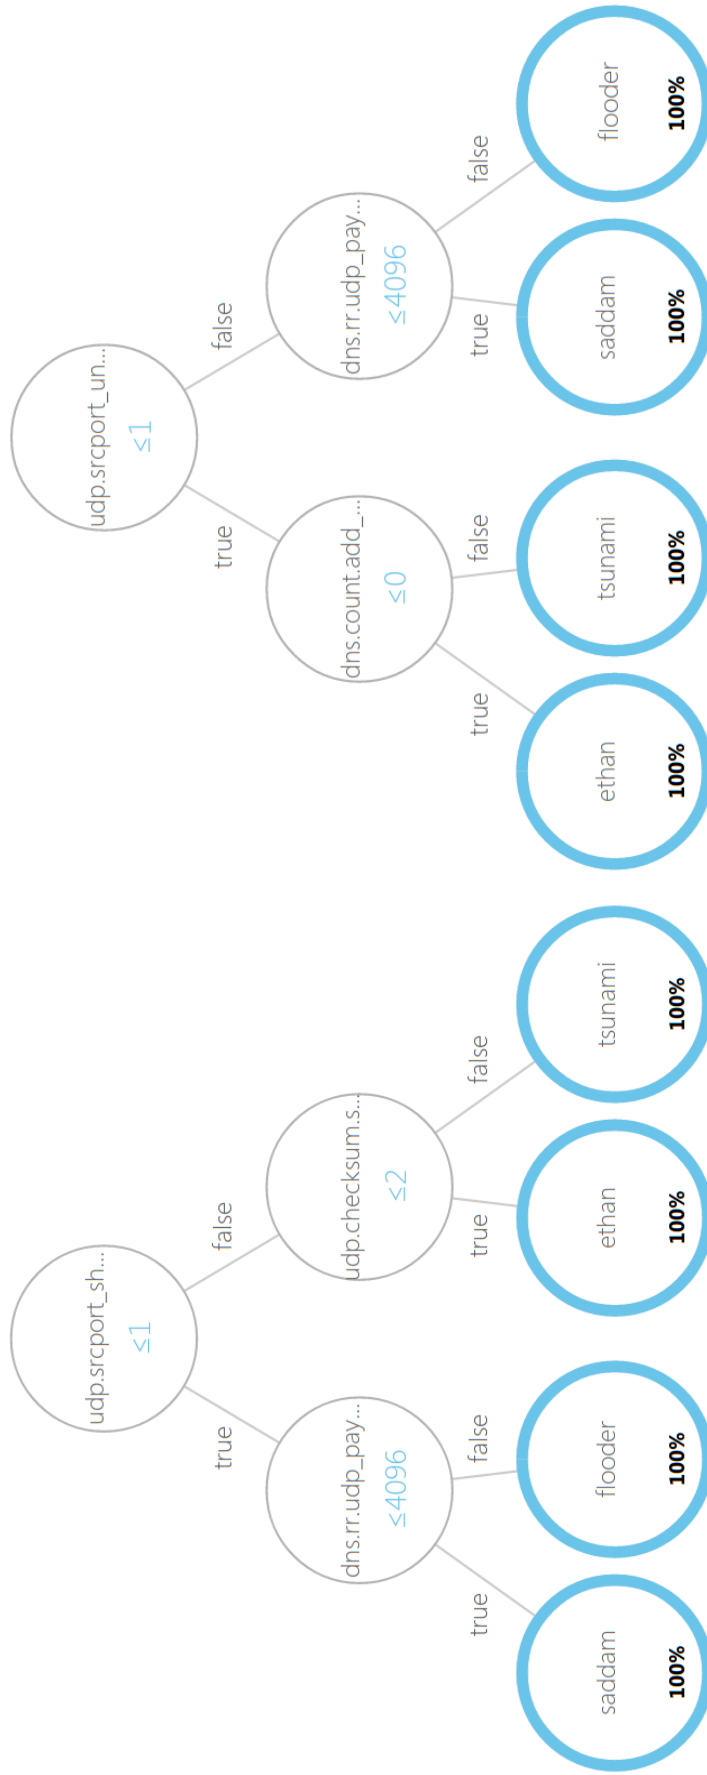 udp.srcport_sh...
≤1
true
false
dns.rr.udp_pay...
≤4096
udp.checksum.s...
≤2
true
false
true
false
saddam
100%
flooder
100%
ethan
100%
tsunami
100%
udp.srcport_un...
≤1
true
false
dns.count.add_...
≤0
dns.rr.udp_pay...
≤4096
true
false
true
false
ethan
100%
tsunami
100%
saddam
100%
flooder
100%